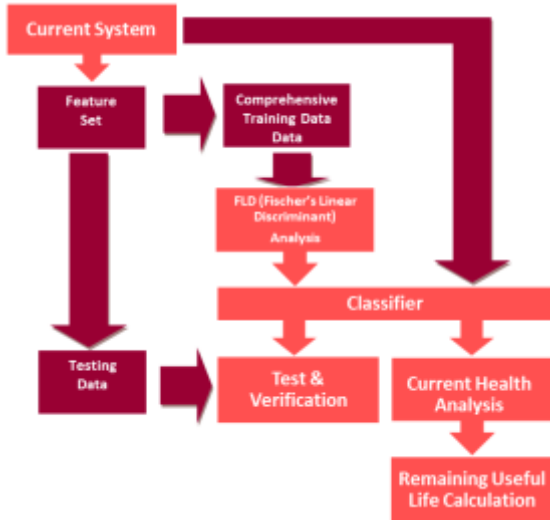 Current System
Feature
Set
Comprehensive
Training Data
Data
FLD (Fischer's Linear
Discriminant)
Analysis
Classifier
Testing
Data
Test &
Verification
Current Health
Analysis
Remaining Useful
Life Calculation